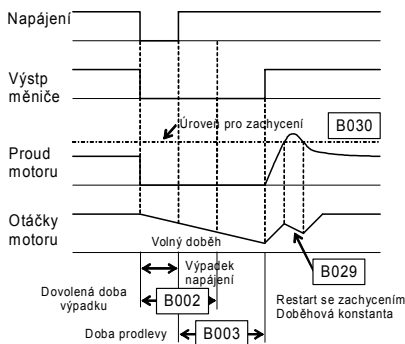 Napájení
Výstp
měniče
Úroveň pro zachycení
B030
Proud
motoru
Otáčky
motoru
Volný doběh
Výpadek
napájení
B029
Dovolená doba
výpadku
B002
Restart se zachycením
Doběhová konstanta
Doba prodlevy
B003